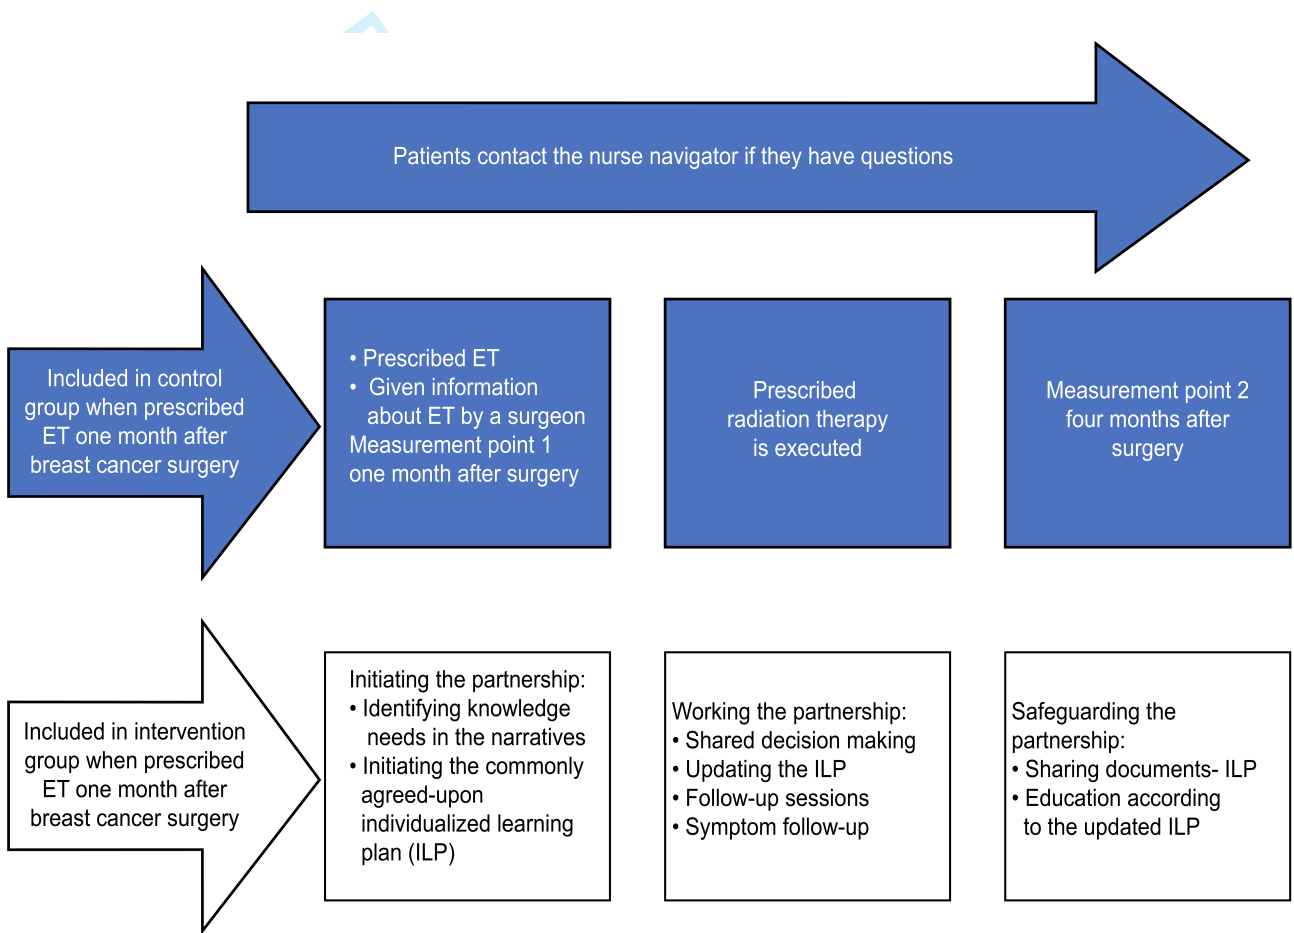 Patients contact the nurse navigator if they have questions
Included in control
group when prescribed
ET one month after
breast cancer surgery
• Prescribed ET
• Given information
about ET by a surgeon
Measurement point 1
one month after surgery
Prescribed
radiation therapy
is executed
Measurement point 2
four months after
surgery
Included in intervention
group when prescribed
ET one month after
breast cancer surgery
Initiating the partnership:
• Identifying knowledge
needs in the narratives
• Initiating the commonly
agreed-upon
individualized learning
plan (ILP)
Working the partnership:
• Shared decision making
• Updating the ILP
• Follow-up sessions
• Symptom follow-up
Safeguarding the
partnership:
• Sharing documents- ILP
• Education according
to the updated ILP